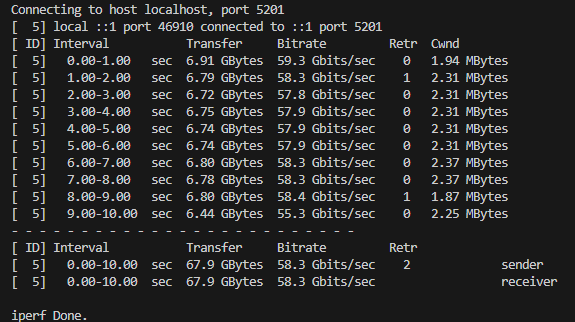 Connecting to host localhost, port 5201
[  5] local ::1 port 46910 connected to ::1 port 5201
[ ID] Interval           Transfer     Bitrate         Retr  Cwnd
[  5]   0.00-1.00   sec  6.91 GBytes  59.3 Gbits/sec    0   1.94 MBytes
[  5]   1.00-2.00   sec  6.79 GBytes  58.3 Gbits/sec    1   2.31 MBytes
[  5]   2.00-3.00   sec  6.72 GBytes  57.8 Gbits/sec    0   2.31 MBytes
[  5]   3.00-4.00   sec  6.75 GBytes  57.9 Gbits/sec    0   2.31 MBytes
[  5]   4.00-5.00   sec  6.74 GBytes  57.9 Gbits/sec    0   2.31 MBytes
[  5]   5.00-6.00   sec  6.74 GBytes  57.9 Gbits/sec    0   2.31 MBytes
[  5]   6.00-7.00   sec  6.80 GBytes  58.3 Gbits/sec    0   2.37 MBytes
[  5]   7.00-8.00   sec  6.78 GBytes  58.3 Gbits/sec    0   2.37 MBytes
[  5]   8.00-9.00   sec  6.80 GBytes  58.4 Gbits/sec    1   1.87 MBytes
[  5]   9.00-10.00  sec  6.44 GBytes  55.3 Gbits/sec    0   2.25 MBytes
- - - - - - - - - - - - - - - - - - - - - - - - -
[ ID] Interval           Transfer     Bitrate         Retr
[  5]   0.00-10.00  sec  67.9 GBytes  58.3 Gbits/sec    2             sender
[  5]   0.00-10.00  sec  67.9 GBytes  58.3 Gbits/sec                  receiver

iperf Done.